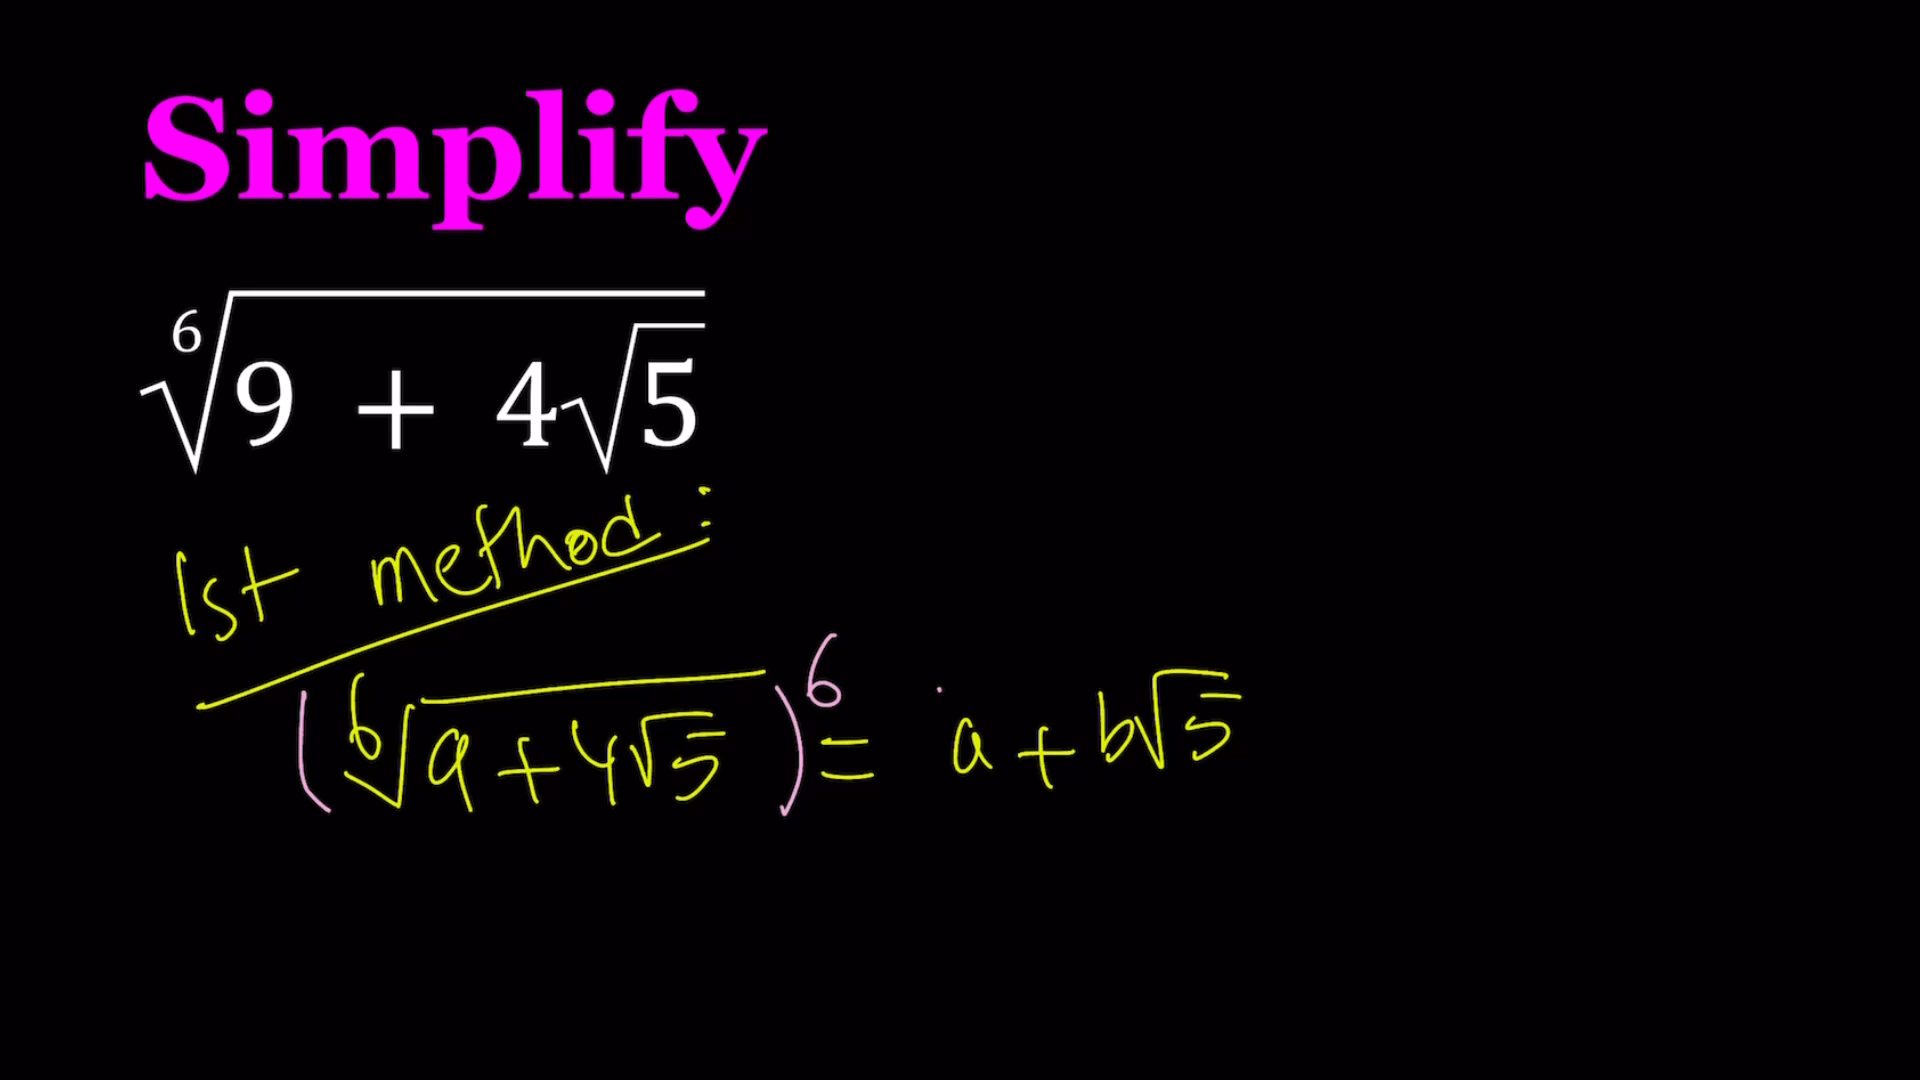 Simplify
⁶√(9 + 4√5)
1st method:
(⁶√(9+4√5))⁶ = a+b√5